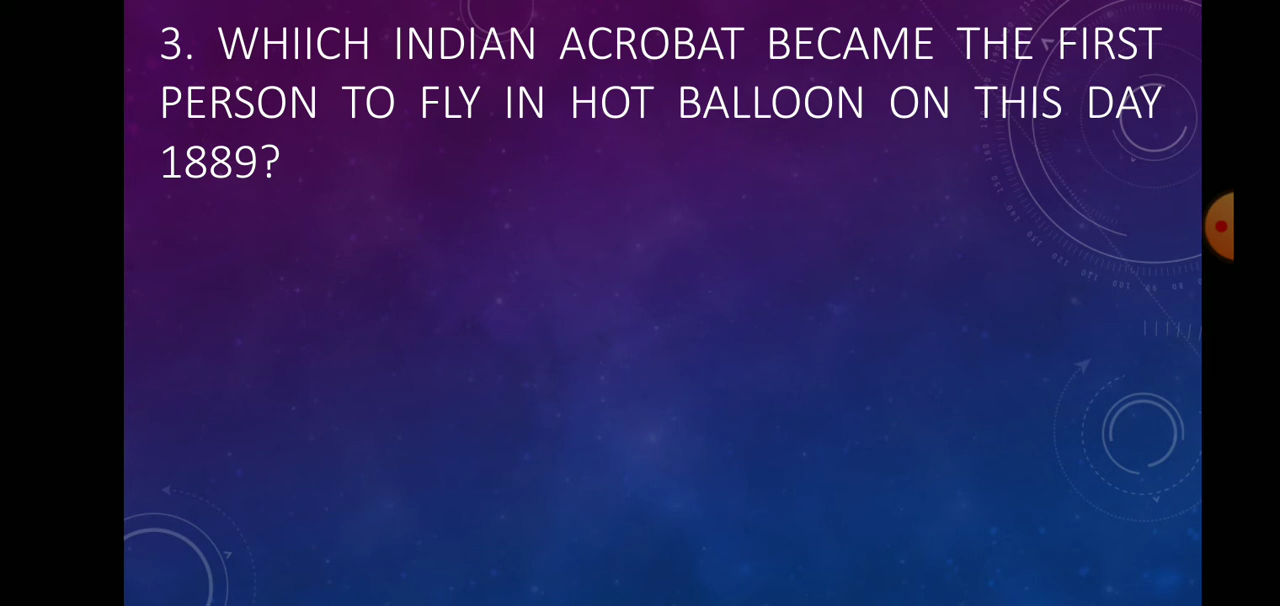 3. WHIICH INDIAN ACROBAT BECAME THE FIRST
PERSON TO FLY IN HOT BALLOON ON THIS DAY
1889?